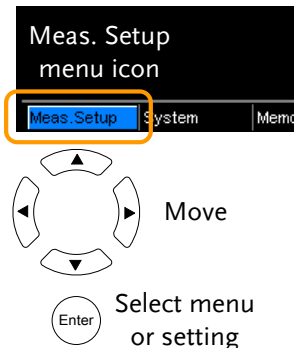 Meas. Setup
menu icon
Meas.Setup System
Move
Enter
Select menu
or setting